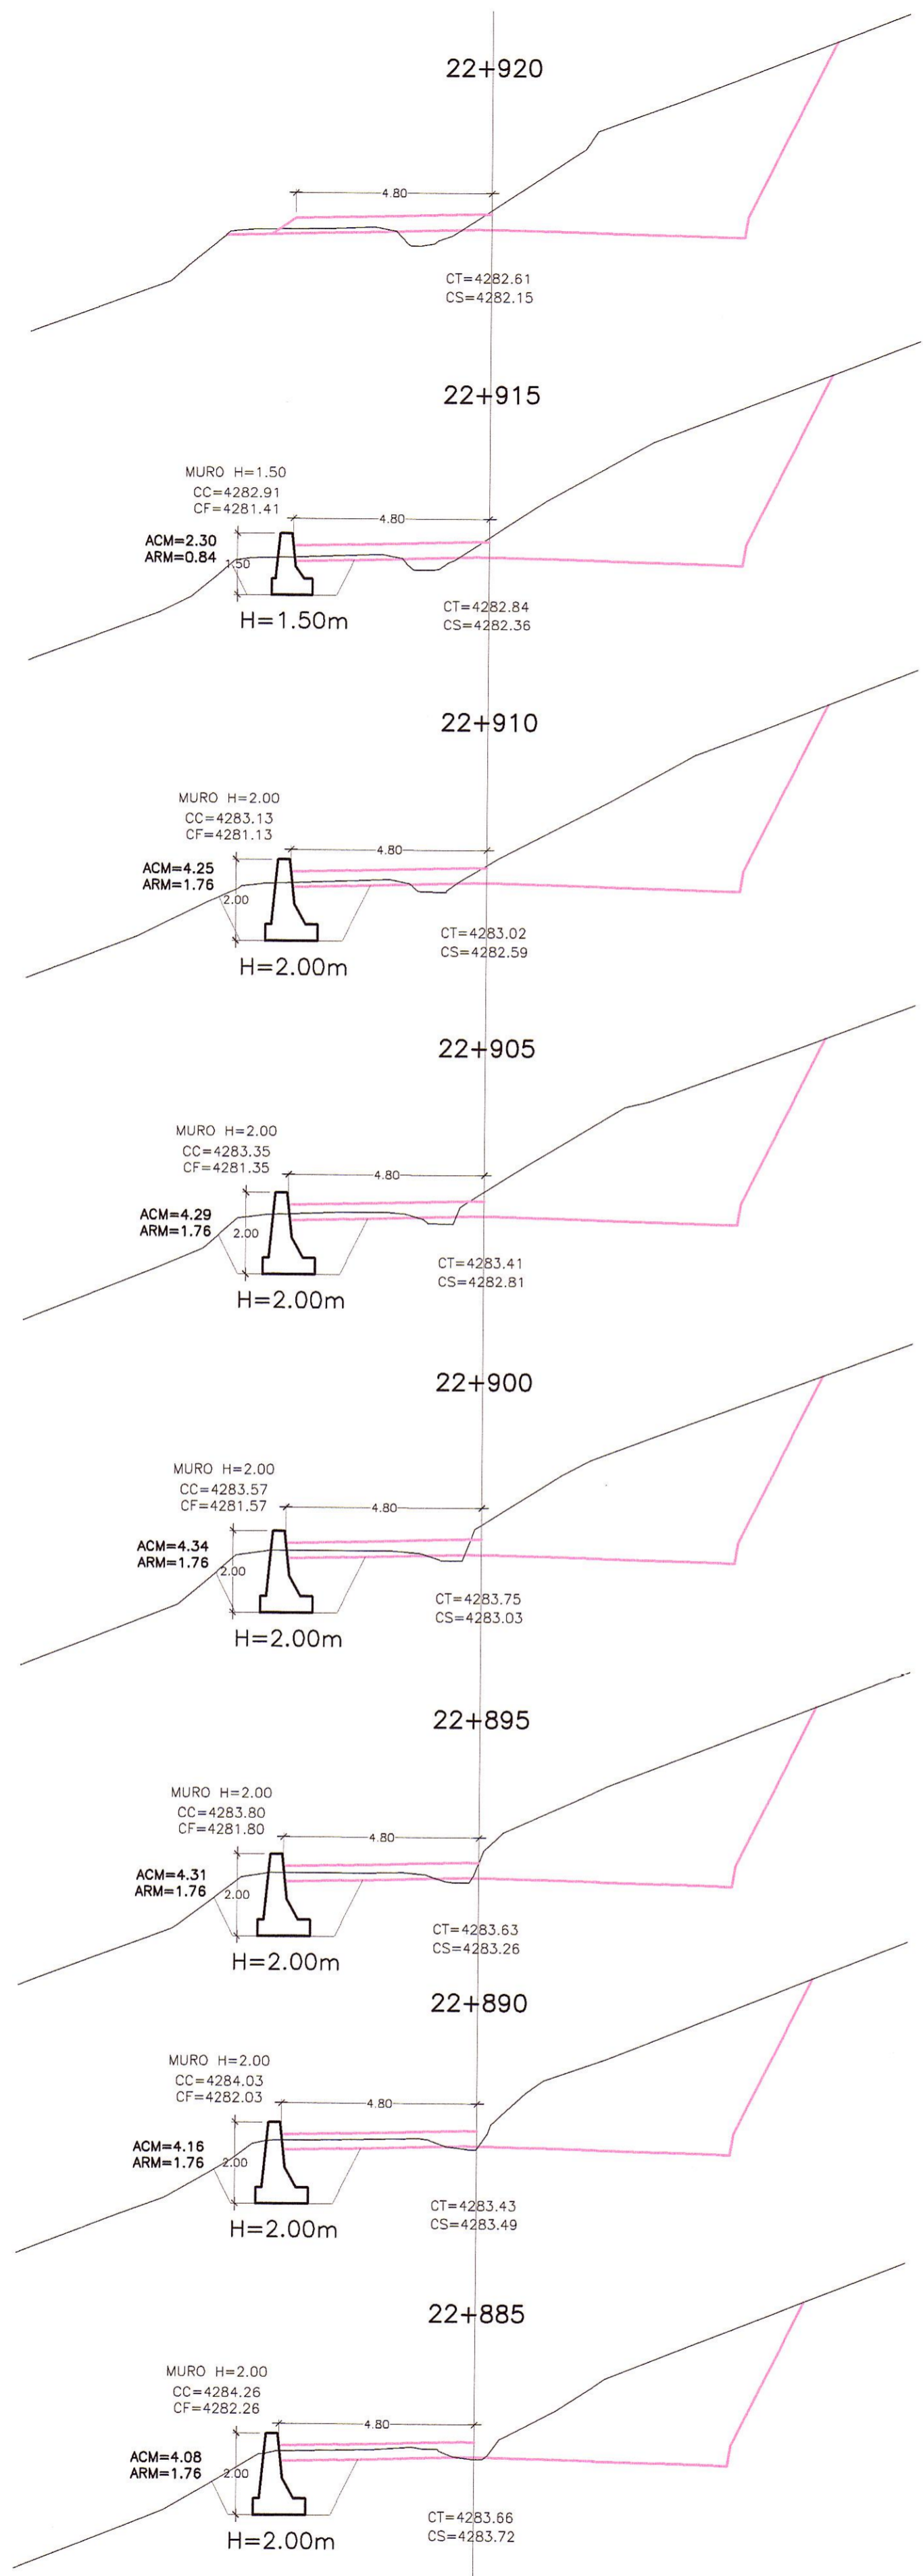 22+920
4.80
CT=4282.61
CS=4282.15
22+915
MURO H=1.50
CC=4282.91
CF=4281.41
4.80
ACM=2.30
ARM=0.84
1.50
CT=4282.84
H=1.50m
CS=4282.36
22+910
MURO H=2.00
CC=4283.13
CF=4281.13
4.80
ACM=4.25
ARM=1.76
2.00
CT=4283.02
CS=4282.59
H=2.00m
22+905
MURO H=2.00
CC=4283.35
CF=4281.35
4.80
ACM=4.29
ARM=1.76
2.00
CT=4283.41
CS=4282.81
H=2.00m
22+900
MURO H=2.00
CC=4283.57
CF=4281.57
4.80
ACM=4.34
ARM=1.76
2.00
CT=4283.75
CS=4283.03
H=2.00m
22+895
MURO H=2.00
CC=4283.80
CF=4281.80
4.80
ACM=4.31
ARM=1.76
2.00
CT=4283.63
CS=4283.26
H=2.00m
22+890
MURO H=2.00
CC=4284.03
CF=4282.03
4.80
ACM=4.16
ARM=1.76
2.00
CT=4283.43
CS=4283.49
H=2.00m
22+885
MURO H=2.00
CC=4284.26
CF=4282.26
4.80
ACM=4.08
ARM=1.76
2.00
CT=4283.66
CS=4283.72
H=2.00m